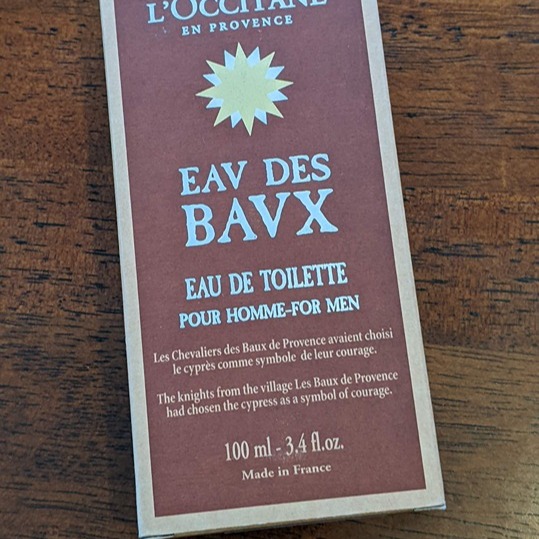 L'OCCITANE
EN PROVENCE
EAV DES
BAVX
EAU DE TOILETTE
POUR HOMME-FOR MEN
Les Chevaliers des Baux de Provence avaient choisi
le cyprès comme symbole de leur courage.
The knights from the village Les Baux de Provence
had chosen the cypress as a symbol of courage.
100 ml - 3.4 fl.oz.
Made in France